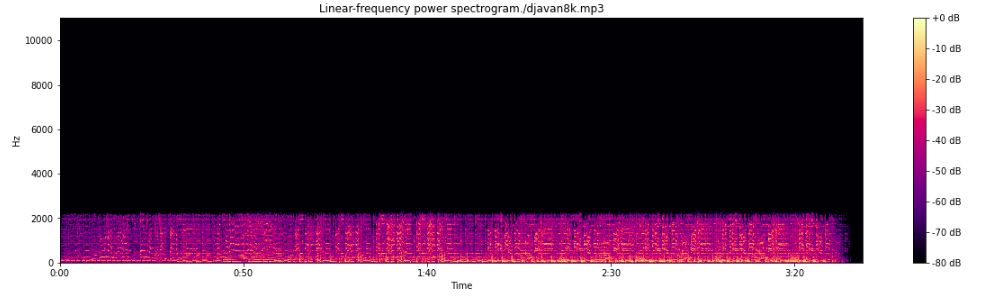 Linear-frequency power spectrogram./djavan8k.mp3
10000
8000
6000
4000
2000
0
Hz
0:00
0:50
1:40
2:30
3:20
Time
+0 dB
-10 dB
-20 dB
-30 dB
-40 dB
-50 dB
-60 dB
-70 dB
-80 dB